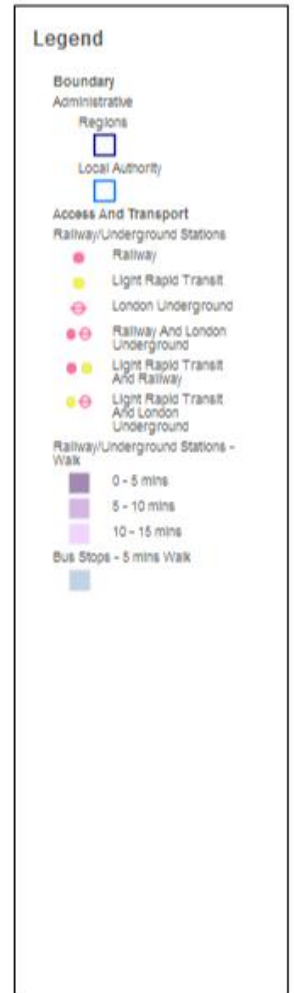 Legend
Boundary
Administrative
Regions
Local Authority
Access And Transport
Railway/Underground Stations
Railway
Light Rapid Transit
London Underground
Railway And London
Underground
Light Rapid Transit
And Railway
Light Rapid Transit
And London
Underground
Railway/Underground Stations -
Walk
0 - 5 mins
5 - 10 mins
10 - 15 mins
Bus Stops - 5 mins Walk